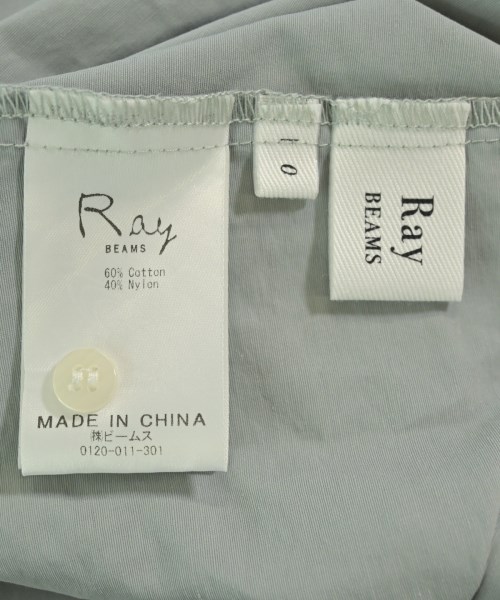 Ray
BEAMS
60% Cotton
40% Nylon
MADE IN CHINA
㈱ビームス
0120-011-301
0
Ray
BEAMS